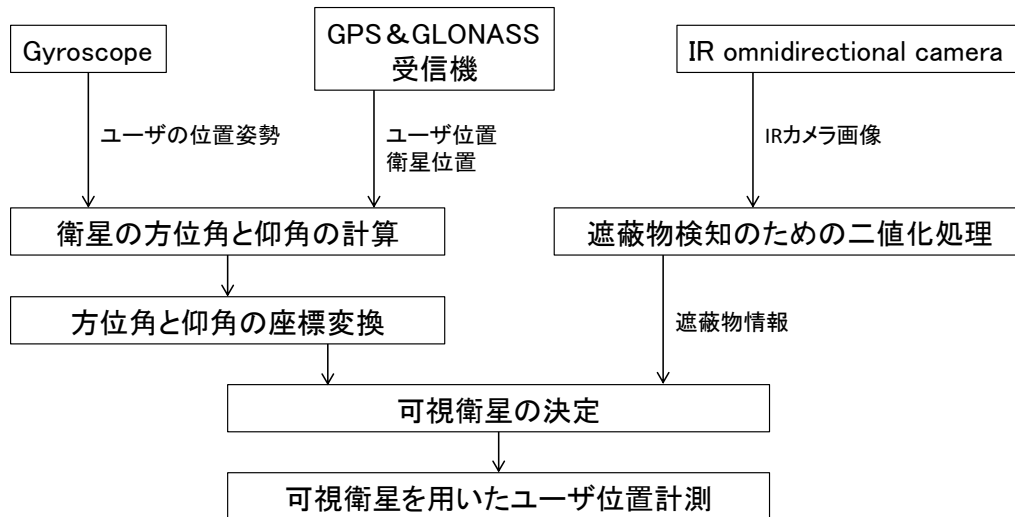 Gyroscope
GPS&GLONASS
受信機
IR omnidirectional camera
ユーザの位置姿勢
ユーザ位置
衛星位置
IRカメラ画像
衛星の方位角と仰角の計算
遮蔽物検知のための二値化処理
方位角と仰角の座標変換
遮蔽物情報
可視衛星の決定
可視衛星を用いたユーザ位置計測